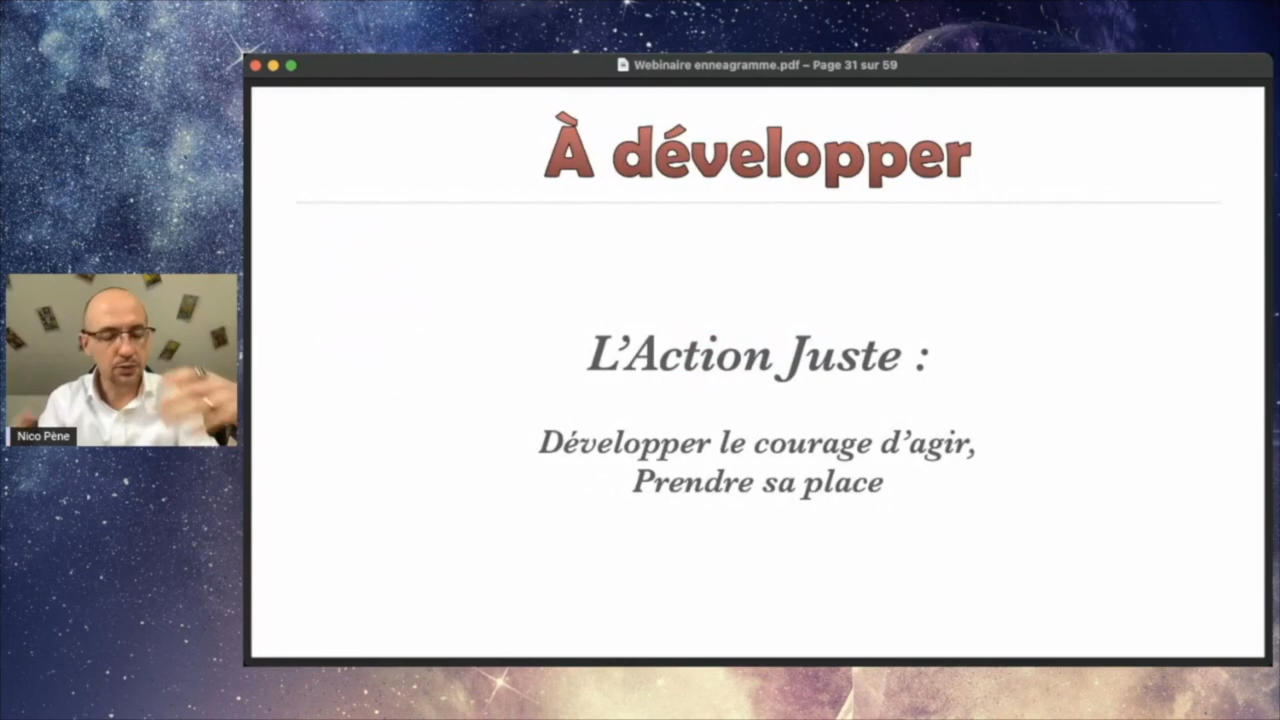 Webinaire enneagramme.pdf – Page 31 sur 59
À développer
L’Action Juste :
Développer le courage d’agir,
Prendre sa place
Nico Pène